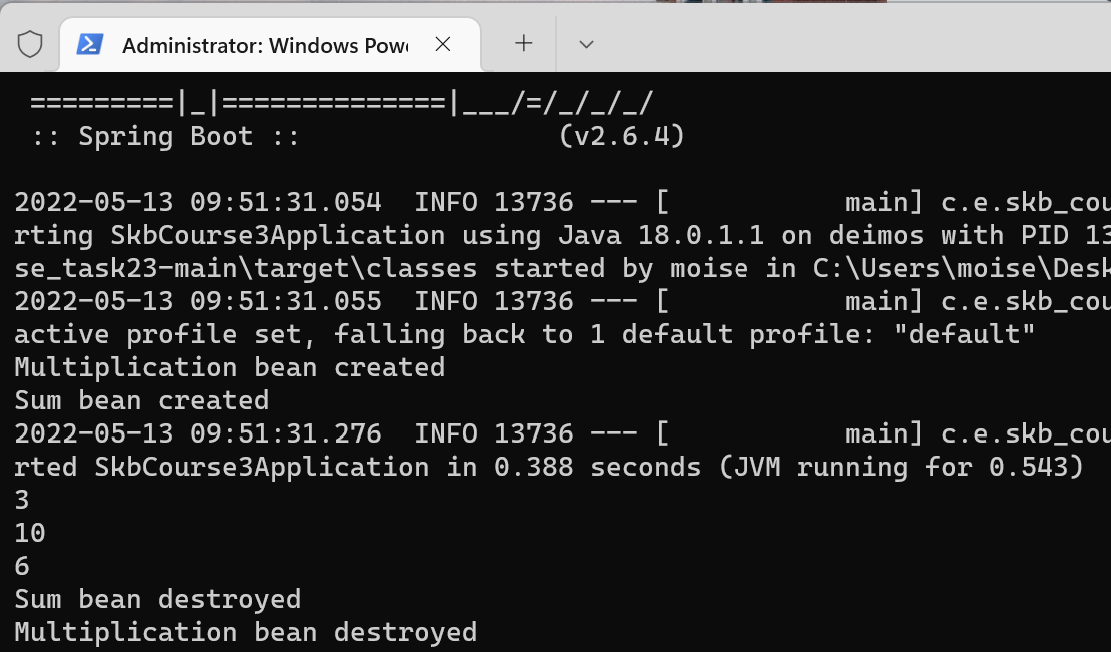 Administrator: Windows Pow
=========|_|==============|___/=/_/_/_/
:: Spring Boot ::                (v2.6.4)
2022-05-13 09:51:31.054  INFO 13736 --- [           main] c.e.skb_cou
rting SkbCourse3Application using Java 18.0.1.1 on deimos with PID 13
se_task23-main\target\classes started by moise in C:\Users\moise\Desk
2022-05-13 09:51:31.055  INFO 13736 --- [           main] c.e.skb_cou
active profile set, falling back to 1 default profile: "default"
Multiplication bean created
Sum bean created
2022-05-13 09:51:31.276  INFO 13736 --- [           main] c.e.skb_cou
rted SkbCourse3Application in 0.388 seconds (JVM running for 0.543)
3
10
6
Sum bean destroyed
Multiplication bean destroyed